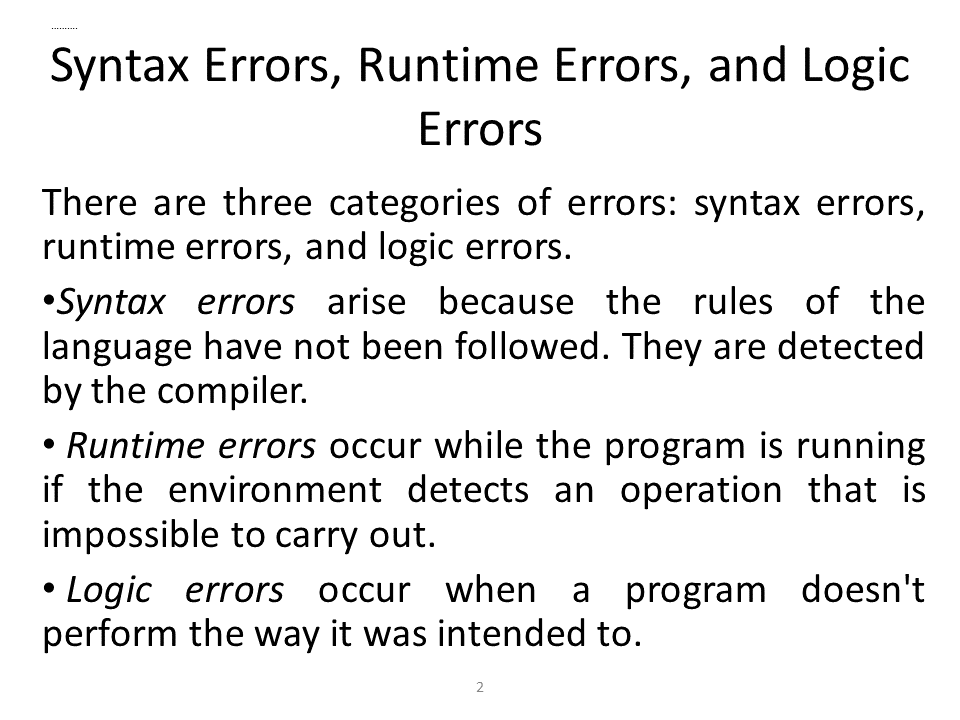 ..........
Syntax Errors, Runtime Errors, and Logic
Errors
There are three categories of errors: syntax errors,
runtime errors, and logic errors.
•Syntax errors arise because the rules of the
language have not been followed. They are detected
by the compiler.
• Runtime errors occur while the program is running
if the environment detects an operation that is
impossible to carry out.
• Logic errors occur when a program doesn't
perform the way it was intended to.
2